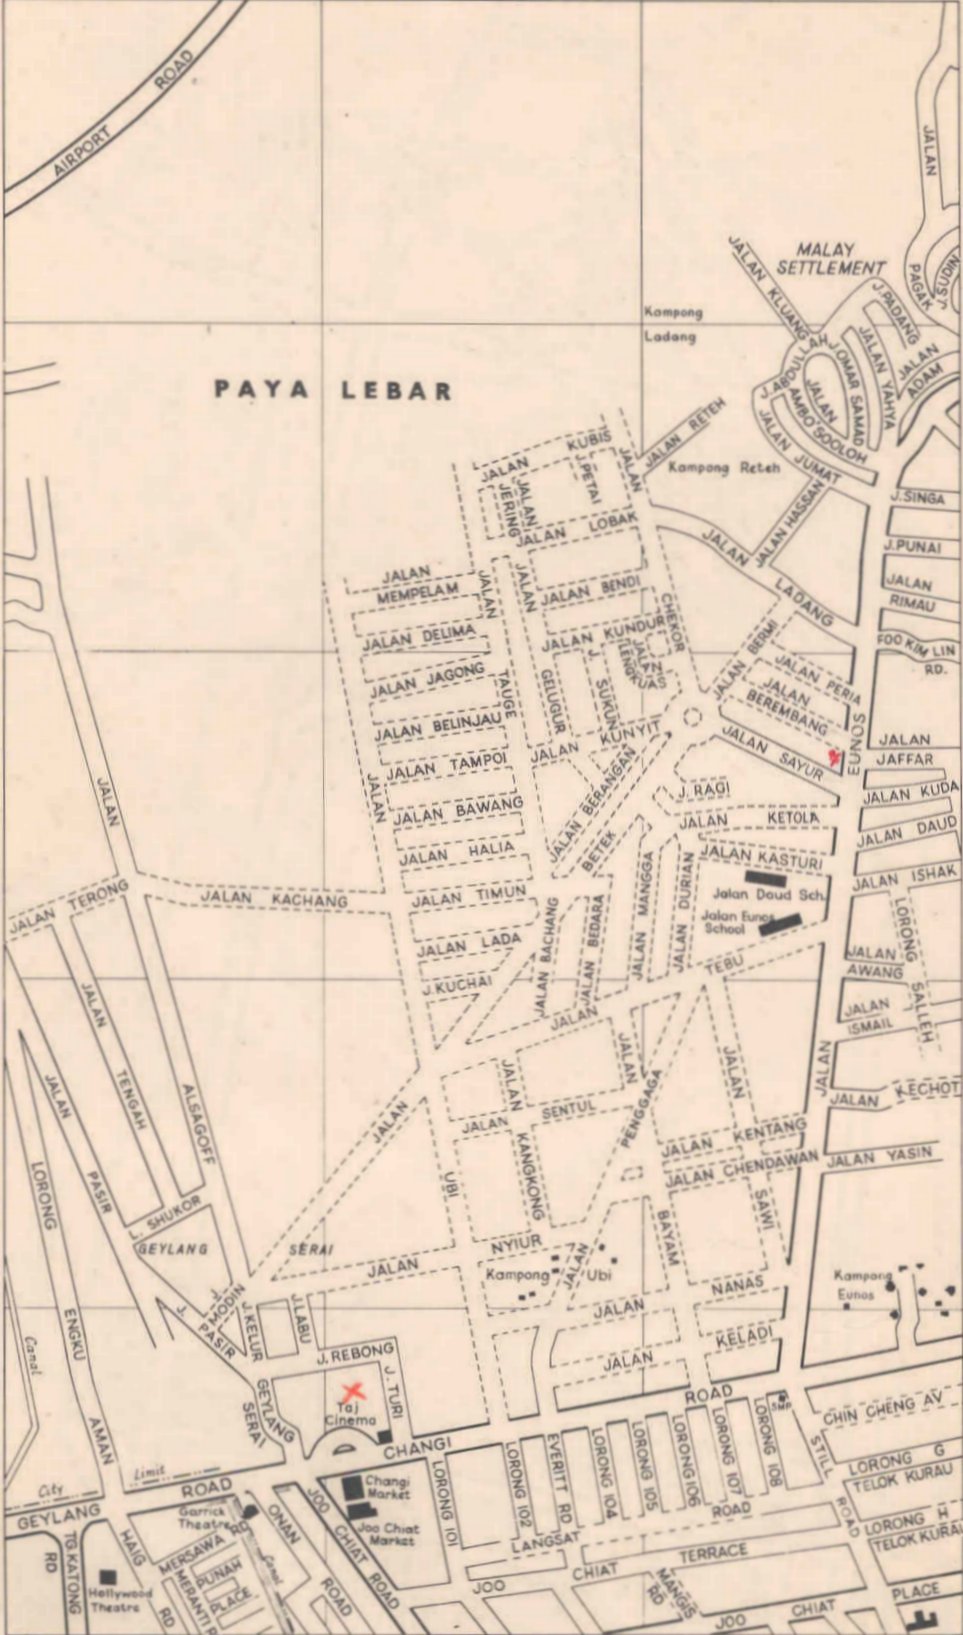 AIRPORT ROAD
JALAN
MALAY
SETTLEMENT
JALAN KLUANG
J. PADANG
PAGAK
J. SUDIN
Kampong
Ladang
PAYA LEBAR
J. ABDULLAH
J. OMAR SAMAD
JALAN YAHYA
JALAN
ADAM
JALAN
AMBO' SOOLOH
JALAN JUMAT
JALAN RETEH
Kampong Reteh
JALAN KUBIS
J. PETAI
JALAN
JALAN
JERING
JALAN LOBAK
JALAN HASSAN
J. SINGA
J. PUNAI
JALAN
RIMAU
FOO KIM LIN
RD.
JALAN LADANG
JALAN
MEMPELAM
JALAN
JALAN
JALAN BENDI
CHEKOR
JALAN DELIMA
JALAN KUNDUR
JALAN
LENGKUAS
JALAN BERMI
JALAN PERIA
JALAN
BEREMBANG
JALAN JAGONG
TAUGE
GELUGUR
J. SUKUN
JALAN BELINJAU
JALAN KUNYIT
JALAN SAYUR
EUNOS
JALAN
JAFFAR
JALAN TAMPOI
JALAN BERANGAN
J. RAGI
JALAN KUDA
JALAN
JALAN
JALAN BAWANG
BETEK
JALAN KETOLA
JALAN DAUD
JALAN HALIA
JALAN KASTURI
JALAN ISHAK
JALAN TERONG
JALAN KACHANG
JALAN TIMUN
JALAN MANGGA
JALAN DURIAN
Jalan Daud Sch.
Jalan Eunos
School
LORONG SALLEH
JALAN LADA
JALAN BACHANG
JALAN BEDARA
JALAN
AWANG
J. KUCHAI
TEBU
JALAN
JALAN TENGAH
JALAN
ISMAIL
JALAN
JALAN
JALAN
JALAN KECHOT
JALAN PASIR
ALSAGOFF
JALAN
JALAN
JALAN SENTUL
KANGKONG
PENGGAGA
JALAN KENTANG
JALAN CHENDAWAN
JALAN YASIN
LORONG ENGKU AMAN
L. SHUKOR
UBI
BAYAM
SAWI
GEYLANG SERAI
JALAN NYIUR
JALAN
Kampong Ubi
JALAN NANAS
Kampong
Eunos
J. MODIN
J. PASIR
J. KELUR
J. LABU
J. REBONG
J. TURI
JALAN KELADI
Canal
GEYLANG
SERAI
Taj
Cinema
CHANGI ROAD
SMP
CHIN CHENG AV
LORONG 101
LORONG 102
EVERITT RD
LORONG 104
LORONG 105
LORONG 106
LORONG 107
LORONG 108
STILL ROAD
LORONG G
TELOK KURAU
City Limit
GEYLANG ROAD
Changi
Market
Joo Chiat
Market
Garrick
Theatre
JOO CHIAT ROAD
LANGSAT ROAD
LORONG H
TELOK KURAU
RD
TG. KATONG
HAIG RD
MERSAWA RD
PUNAH
PLACE
MERANTI R
Canal
ONAN ROAD
Hollywood
Theatre
JOO CHIAT TERRACE
MANGIS
RD
JOO CHIAT PLACE